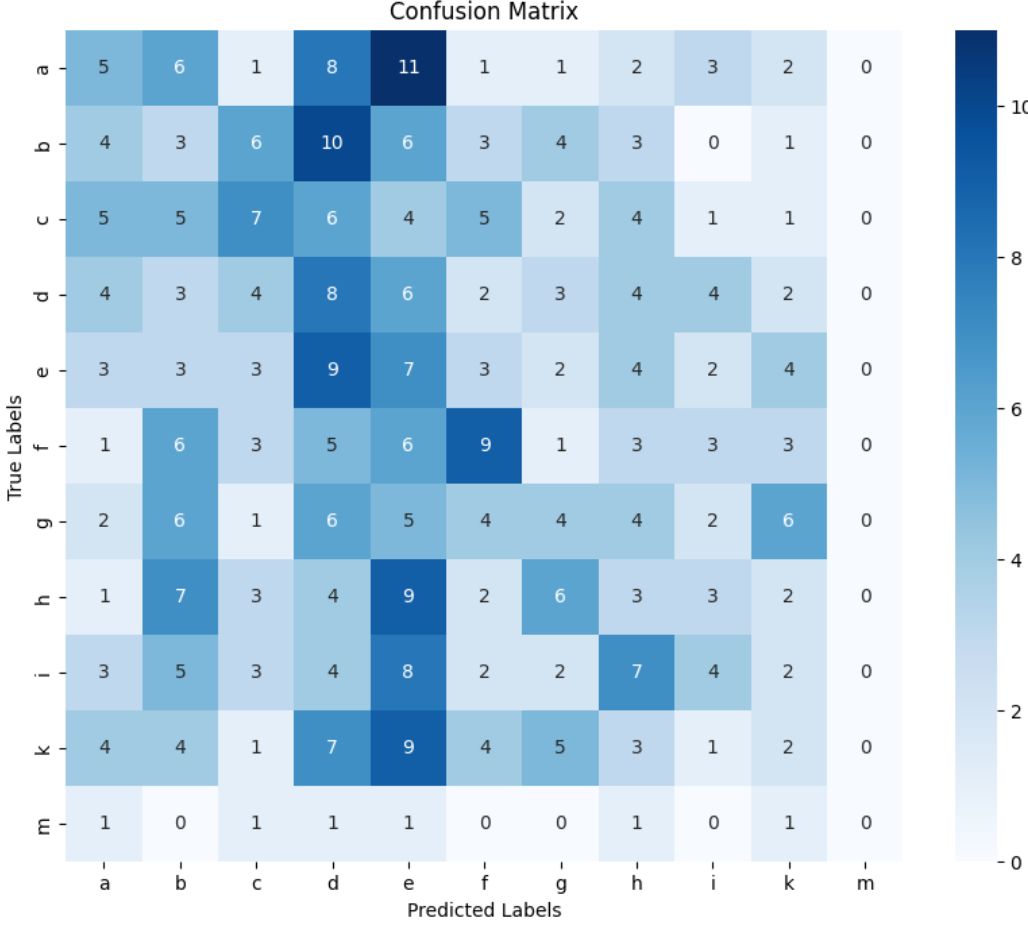 Confusion Matrix
a 5 6 1 8 11 1 1 2 3 2 0
b 4 3 6 10 6 3 4 3 0 1 0
c 5 5 7 6 4 5 2 4 1 1 0
d 4 3 4 8 6 2 3 4 4 2 0
e 3 3 3 9 7 3 2 4 2 4 0
f 1 6 3 5 6 9 1 3 3 3 0
g 2 6 1 6 5 4 4 4 2 6 0
h 1 7 3 4 9 2 6 3 3 2 0
i 3 5 3 4 8 2 2 7 4 2 0
k 4 4 1 7 9 4 5 3 1 2 0
m 1 0 1 1 1 0 0 1 0 1 0
a b c d e f g h i k m
Predicted Labels
True Labels
10
8
6
4
2
0